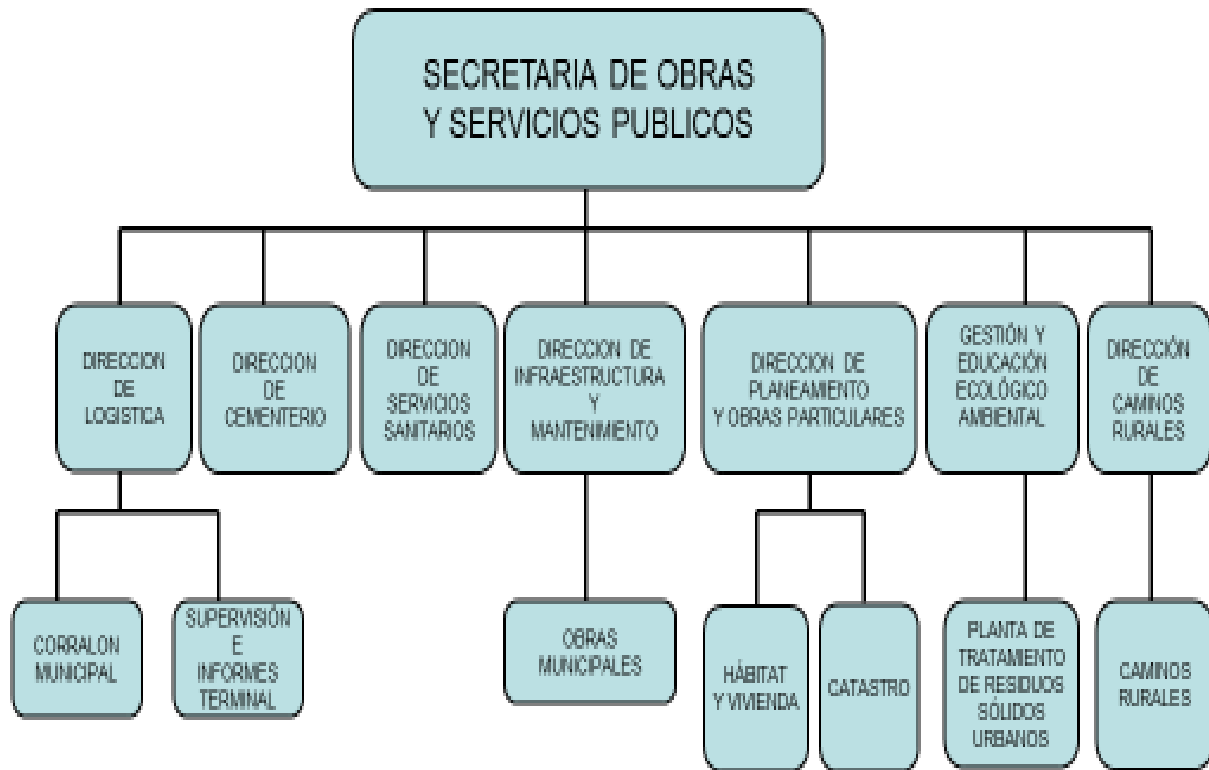 SECRETARIA DE OBRAS
Y SERVICIOS PUBLICOS
DIRECCION
DE
LOGISTICA
DIRECCION
DE
CEMENTERIO
DIRECCION
DE
SERVICIOS
SANITARIOS
DIRECCION DE
INFRAESTRUCTURA
Y
MANTENIMIENTO
DIRECCION DE
PLANEAMIENTO
Y OBRAS PARTICULARES
GESTIÓN Y
EDUCACIÓN
ECOLÓGICO
AMBIENTAL
DIRECCIÓN
DE
CAMINOS
RURALES
CORRALON
MUNICIPAL
SUPERVISIÓN
E
INFORMES
TERMINAL
OBRAS
MUNICIPALES
HÁBITAT
Y VIVIENDA
CATASTRO
PLANTA DE
TRATAMIENTO
DE RESIDUOS
SÓLIDOS
URBANOS
CAMINOS
RURALES